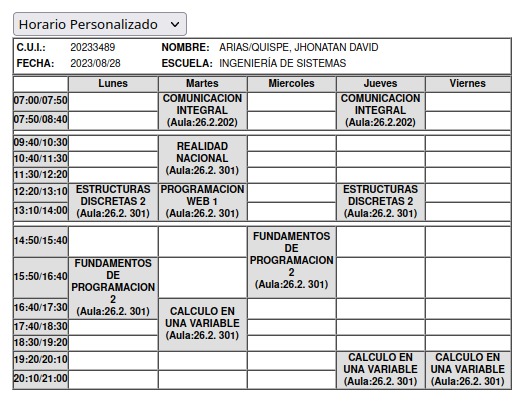 Horario Personalizado
C.U.I.: 20233489 NOMBRE: ARIAS/QUISPE, JHONATAN DAVID
FECHA: 2023/08/28 ESCUELA: INGENIERÍA DE SISTEMAS
Lunes Martes Miercoles Jueves Viernes
07:00/07:50 COMUNICACION INTEGRAL (Aula:26.2.202) COMUNICACION INTEGRAL (Aula:26.2.202)
07:50/08:40
09:40/10:30 REALIDAD NACIONAL (Aula:26.2. 301)
10:40/11:30
11:30/12:20
12:20/13:10 ESTRUCTURAS DISCRETAS 2 (Aula:26.2. 301) PROGRAMACION WEB 1 (Aula:26.2. 301) ESTRUCTURAS DISCRETAS 2 (Aula:26.2. 301)
13:10/14:00
14:50/15:40 FUNDAMENTOS DE PROGRAMACION 2 (Aula:26.2. 301)
15:50/16:40 FUNDAMENTOS DE PROGRAMACION 2 (Aula:26.2. 301)
16:40/17:30 CALCULO EN UNA VARIABLE (Aula:26.2. 301)
17:40/18:30
18:30/19:20
19:20/20:10 CALCULO EN UNA VARIABLE (Aula:26.2. 301) CALCULO EN UNA VARIABLE (Aula:26.2. 301)
20:10/21:00